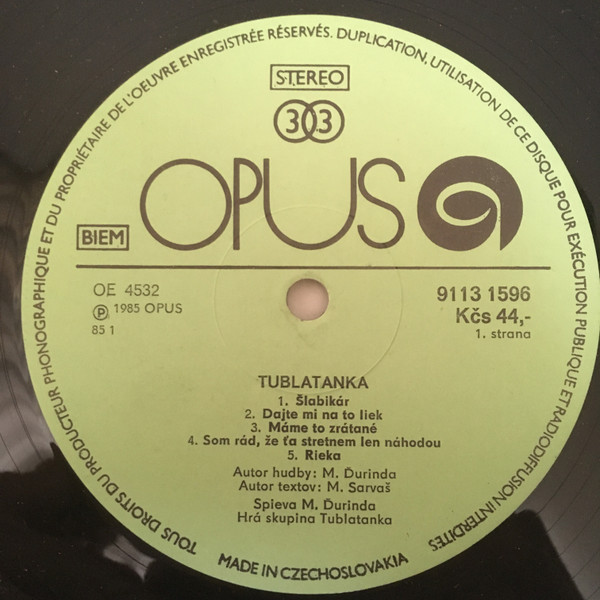 TOUS DROITS DU PRODUCTEUR PHONOGRAPHIQUE ET DU PROPRIÉTAIRE DE L'OEUVRE ENREGISTRÉE RÉSERVÉS. DUPLICATION, UTILISATION DE CE DISQUE POUR EXÉCUTION PUBLIQUE ET RADIODIFFUSION INTERDITES
STEREO
33
OPUS
BIEM
OE 4532
Ⓟ 1985 OPUS
85 1
9113 1596
Kčs 44,-
1. strana
TUBLATANKA
1. Šlabikár
2. Dajte mi na to liek
3. Máme to zrátané
4. Som rád, že ťa stretnem len náhodou
5. Rieka
Autor hudby: M. Ďurinda
Autor textov: M. Sarvaš
Spieva M. Ďurinda
Hrá skupina Tublatanka
MADE IN CZECHOSLOVAKIA